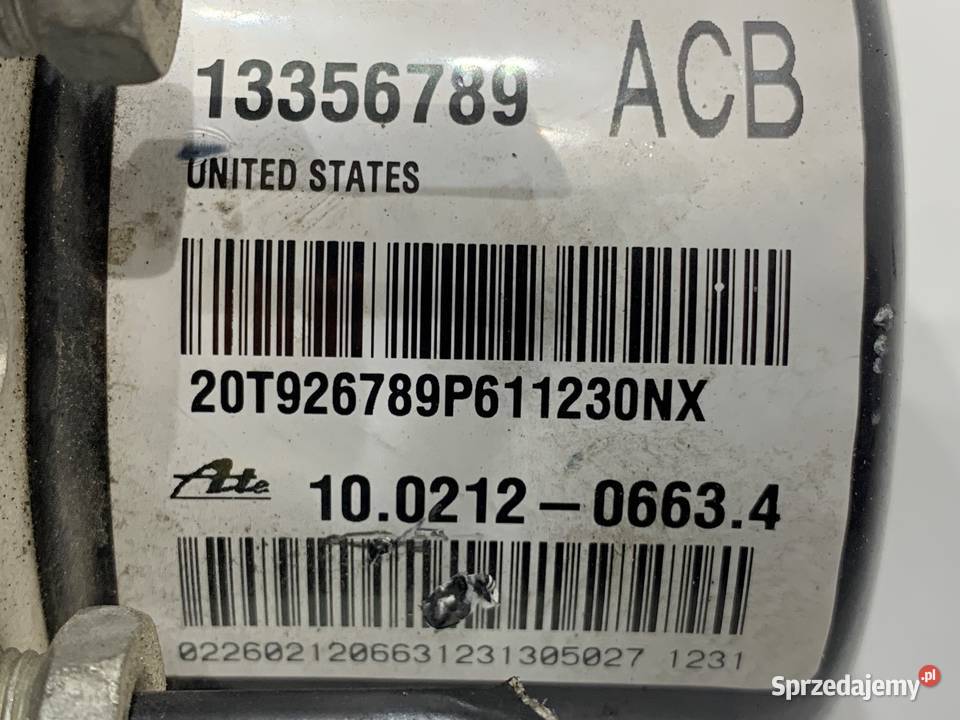 13356789 ACB
UNITED STATES
20T926789P611230NX
Ate 10.0212-0663.4
0226021206631231305027 1231
Sprzedajemy.pl